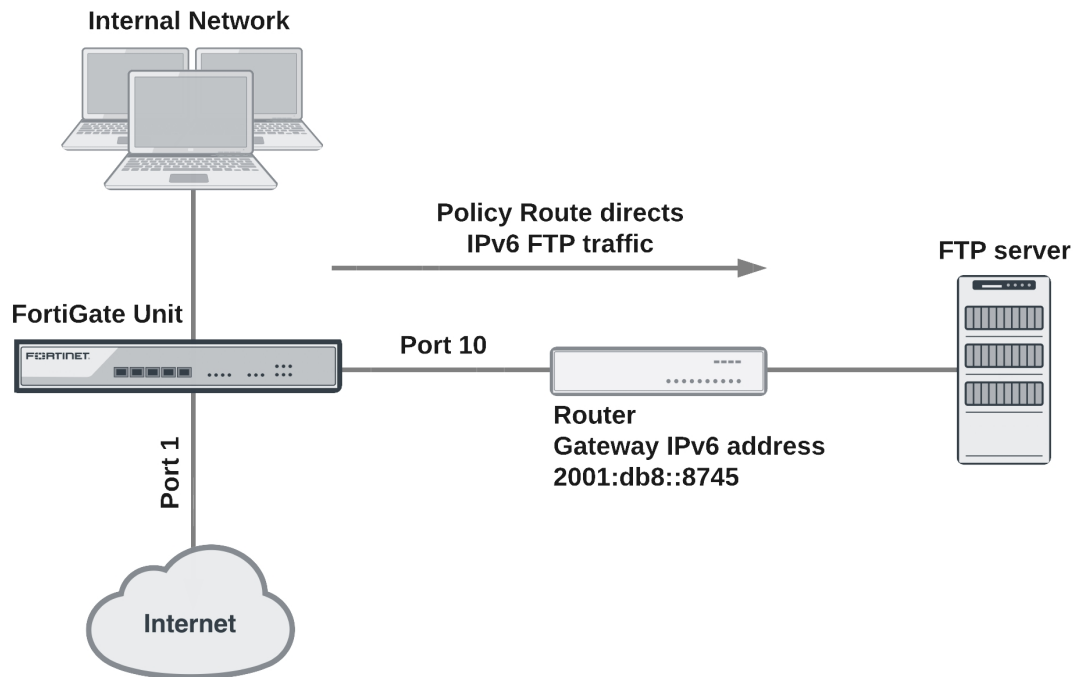 Internal Network
Policy Route directs
IPv6 FTP traffic
FTP server
FortiGate Unit
FORTINET
Port 10
Router
Gateway IPv6 address
2001:db8::8745
Port 1
Internet